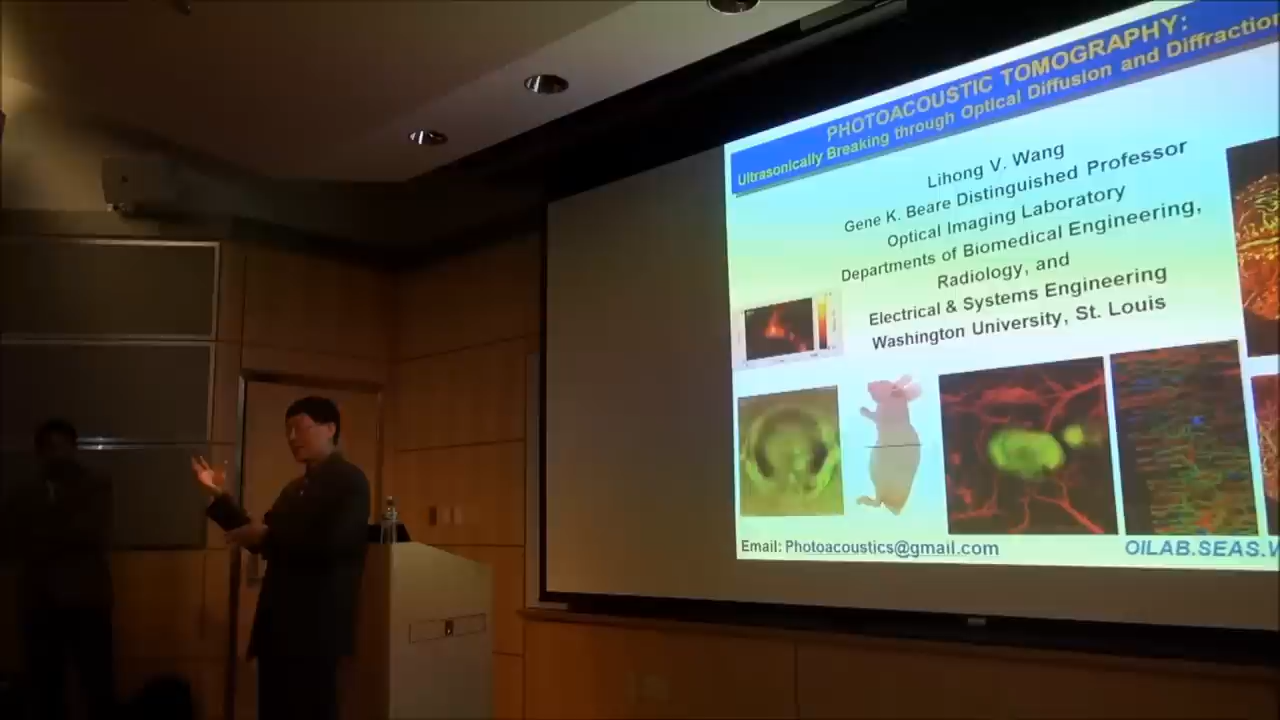 PHOTOACOUSTIC TOMOGRAPHY:
Ultrasonically Breaking through Optical Diffusion and Diffraction
Lihong V. Wang
Gene K. Beare Distinguished Professor
Optical Imaging Laboratory
Departments of Biomedical Engineering,
Radiology, and
Electrical & Systems Engineering
Washington University, St. Louis
Email: Photoacoustics@gmail.com
OILAB.SEAS.W